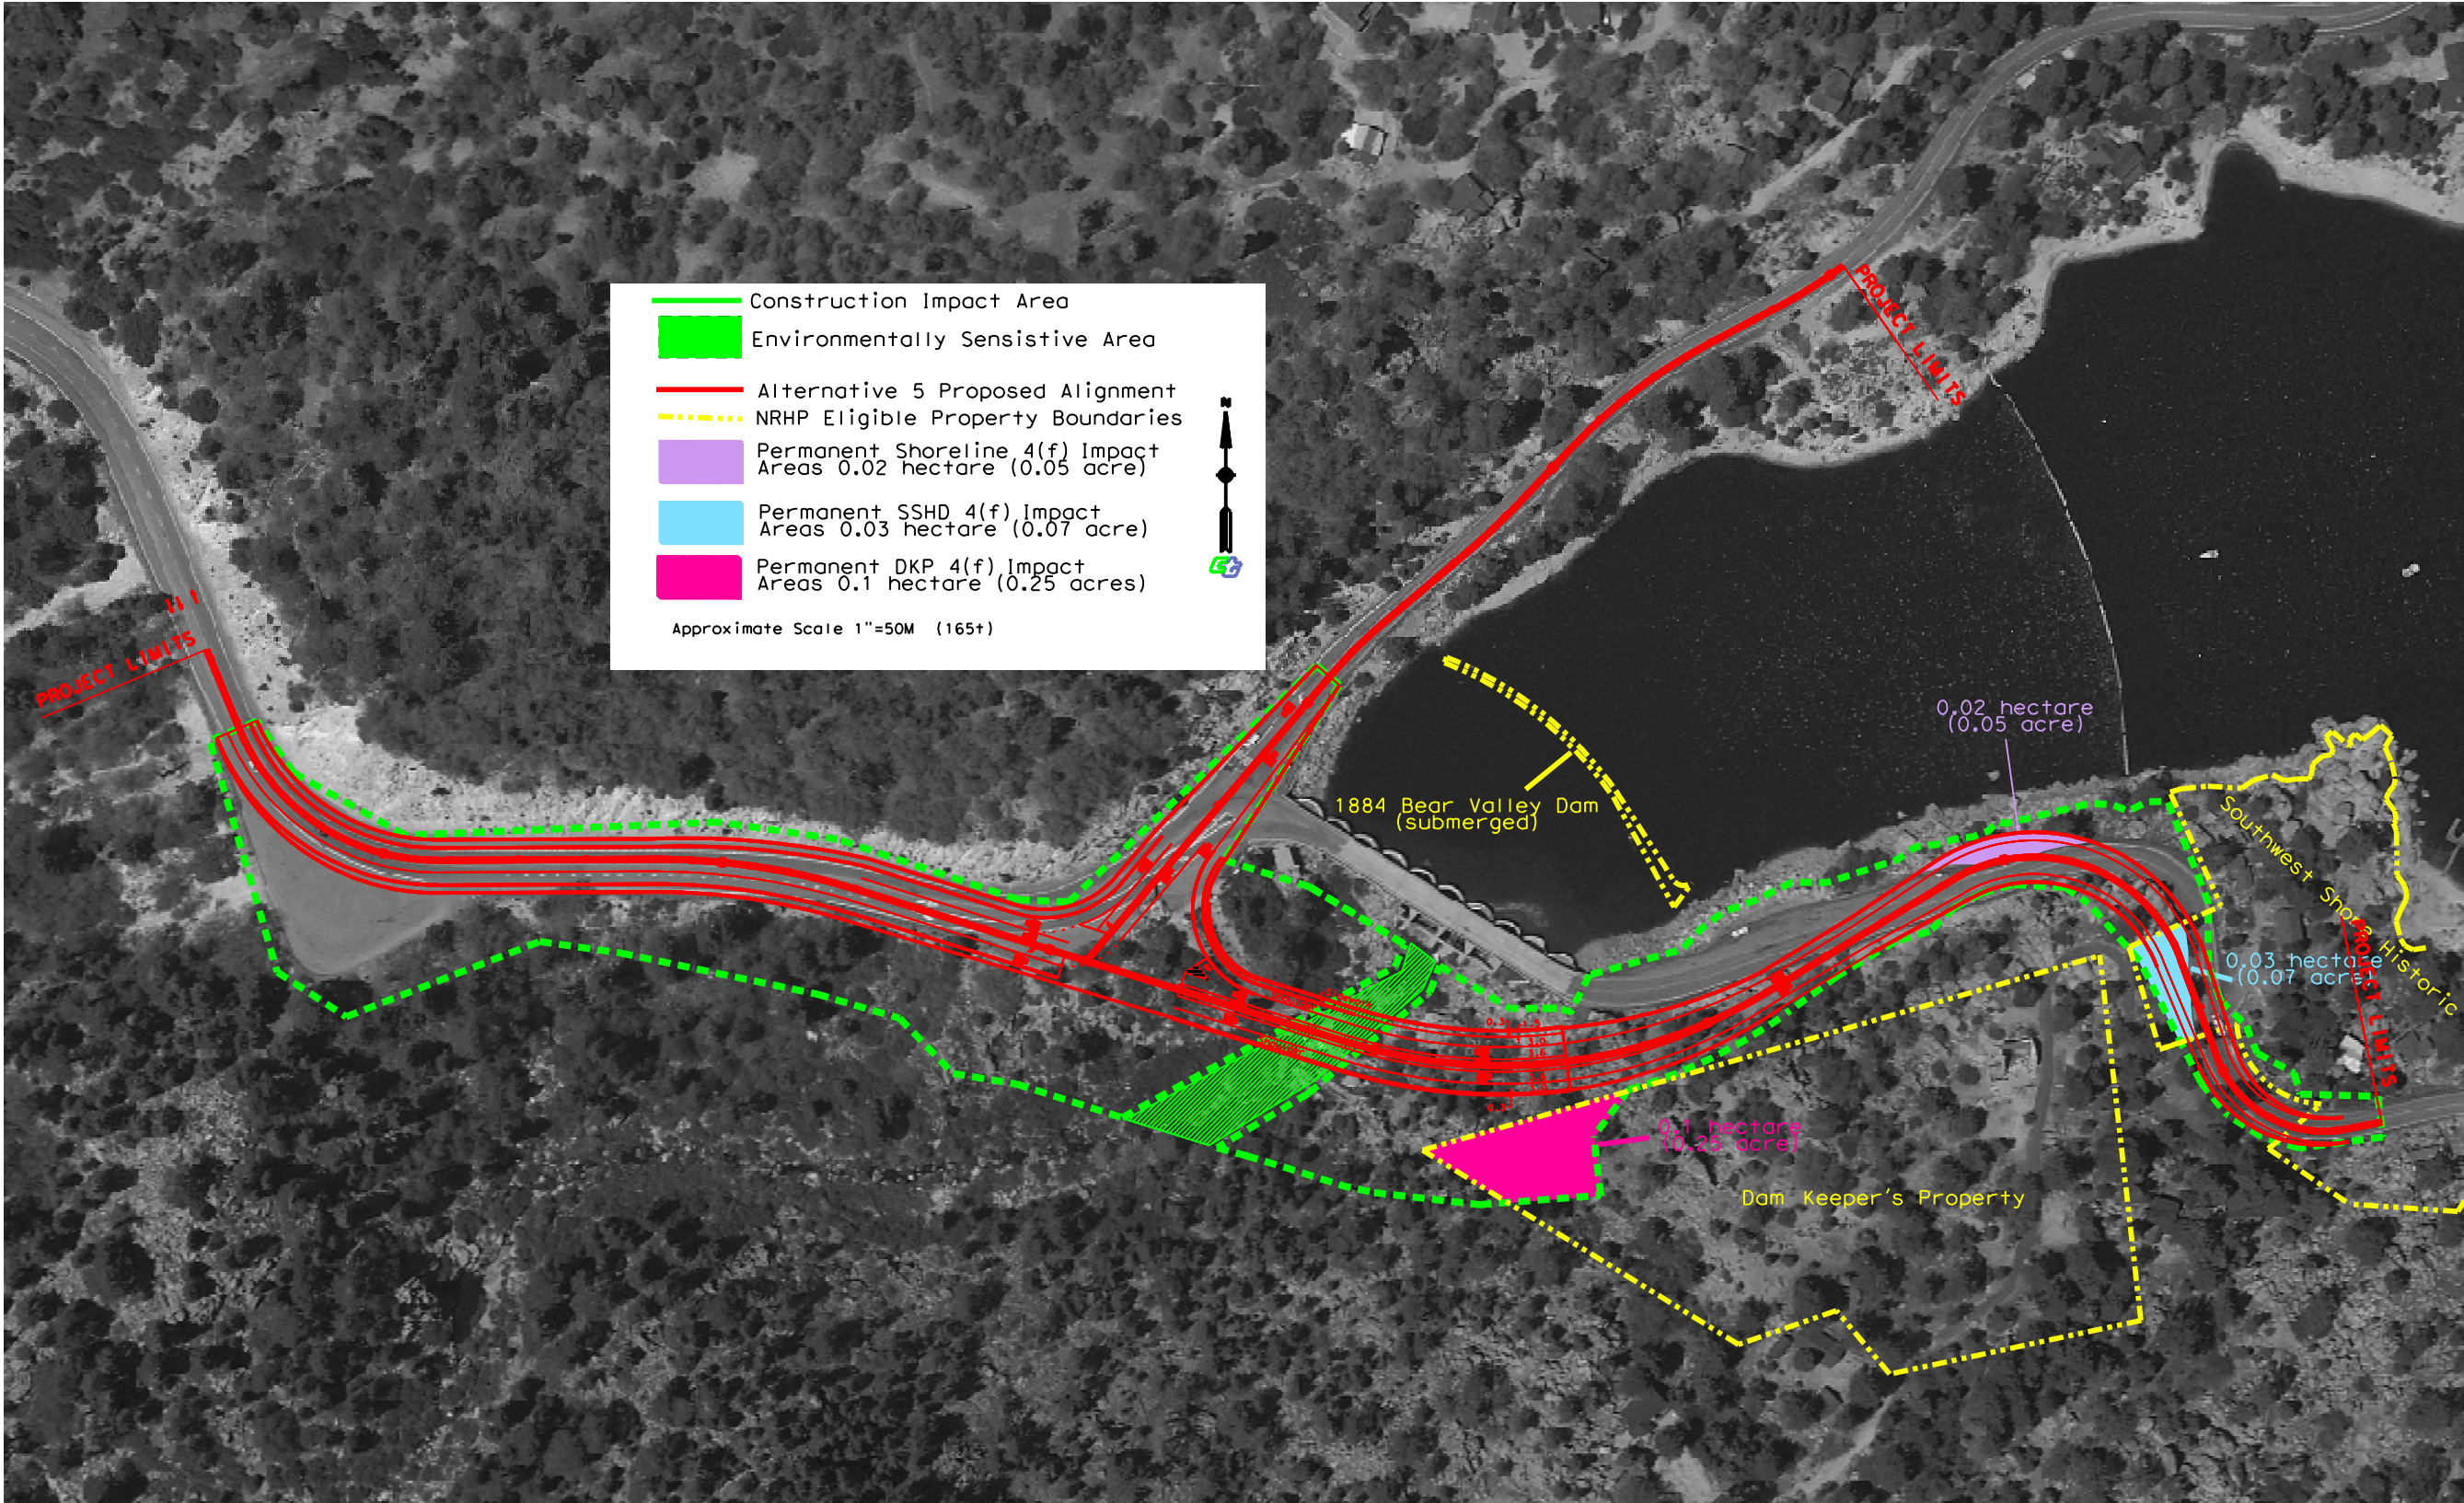 Construction Impact Area
Environmentally Sensistive Area
Alternative 5 Proposed Alignment
NRHP Eligible Property Boundaries
Permanent Shoreline 4(f) Impact
Areas 0.02 hectare (0.05 acre)
Permanent SSHD 4(f) Impact
Areas 0.03 hectare (0.07 acre)
Permanent DKP 4(f) Impact
Areas 0.1 hectare (0.25 acres)
Approximate Scale 1"=50M (165t)
N
PROJECT LIMITS
PROJECT LIMITS
1884 Bear Valley Dam
(submerged)
0.02 hectare
(0.05 acre)
Southwest Shore Historic
0.03 hectare
(0.07 acre)
PROJECT LIMITS
0.1 hectare
(0.25 acre)
Dam Keeper's Property